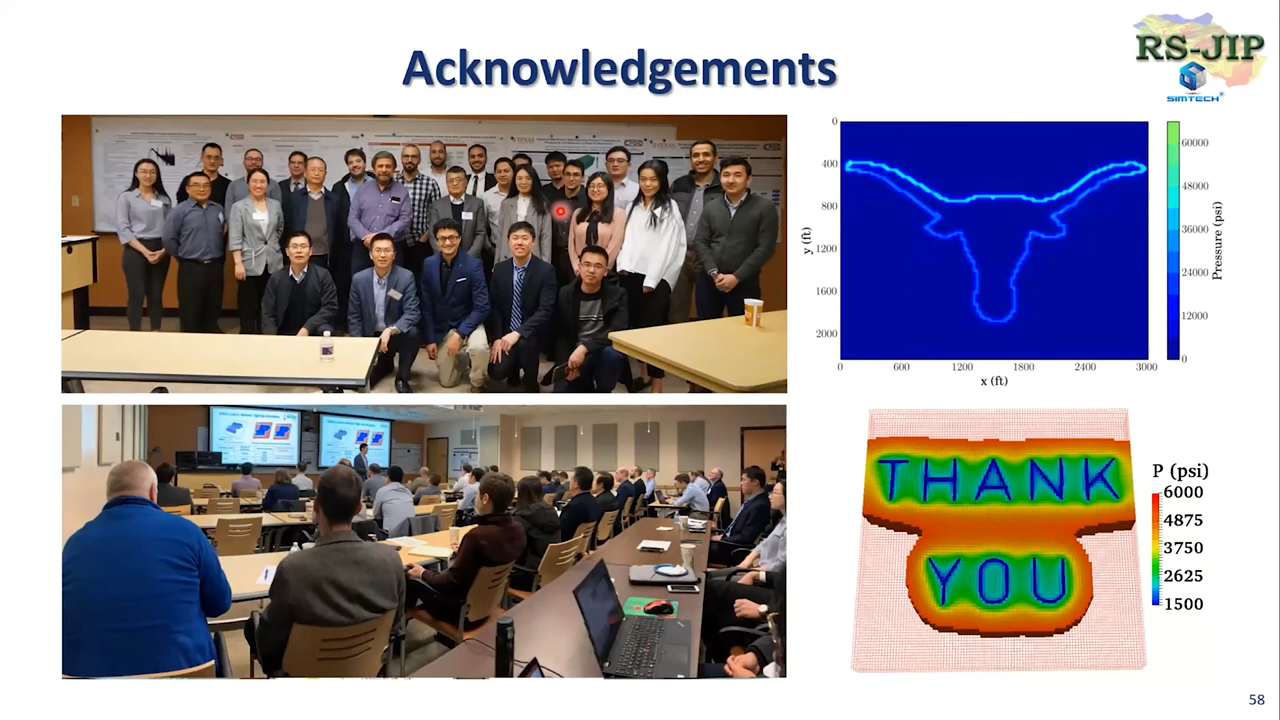 Acknowledgements
RS-JIP
SIMTECH
0
400
800
1200
1600
2000
y (ft)
0
600
1200
1800
2400
3000
x (ft)
60000
48000
36000
24000
12000
0
Pressure (psi)
THANK
YOU
P (psi)
6000
4875
3750
2625
1500
58